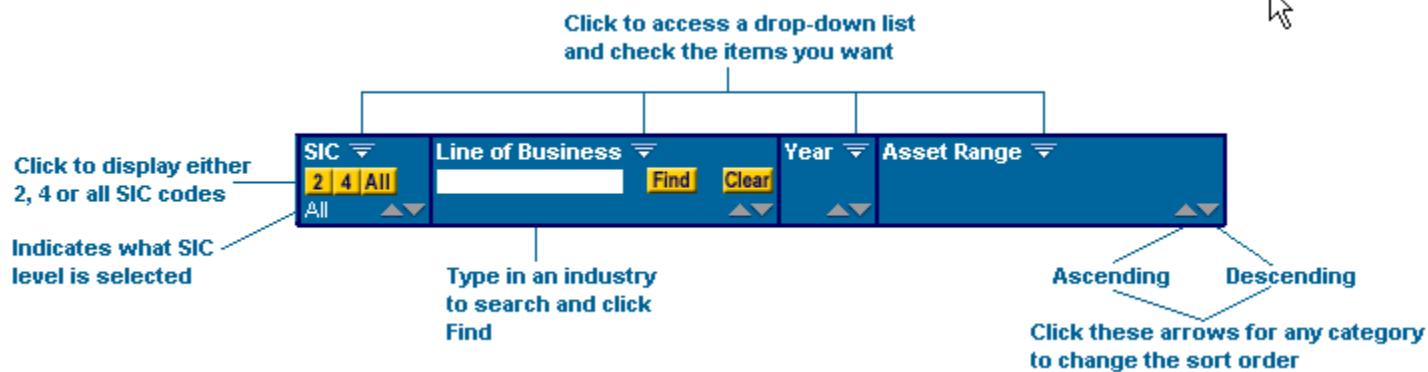 Click to access a drop-down list
and check the items you want
Click to display either
2, 4 or all SIC codes
Indicates what SIC
level is selected
SIC
2 4 All
All
Line of Business
Find Clear
Year
Asset Range
Type in an industry
to search and click
Find
Ascending Descending
Click these arrows for any category
to change the sort order